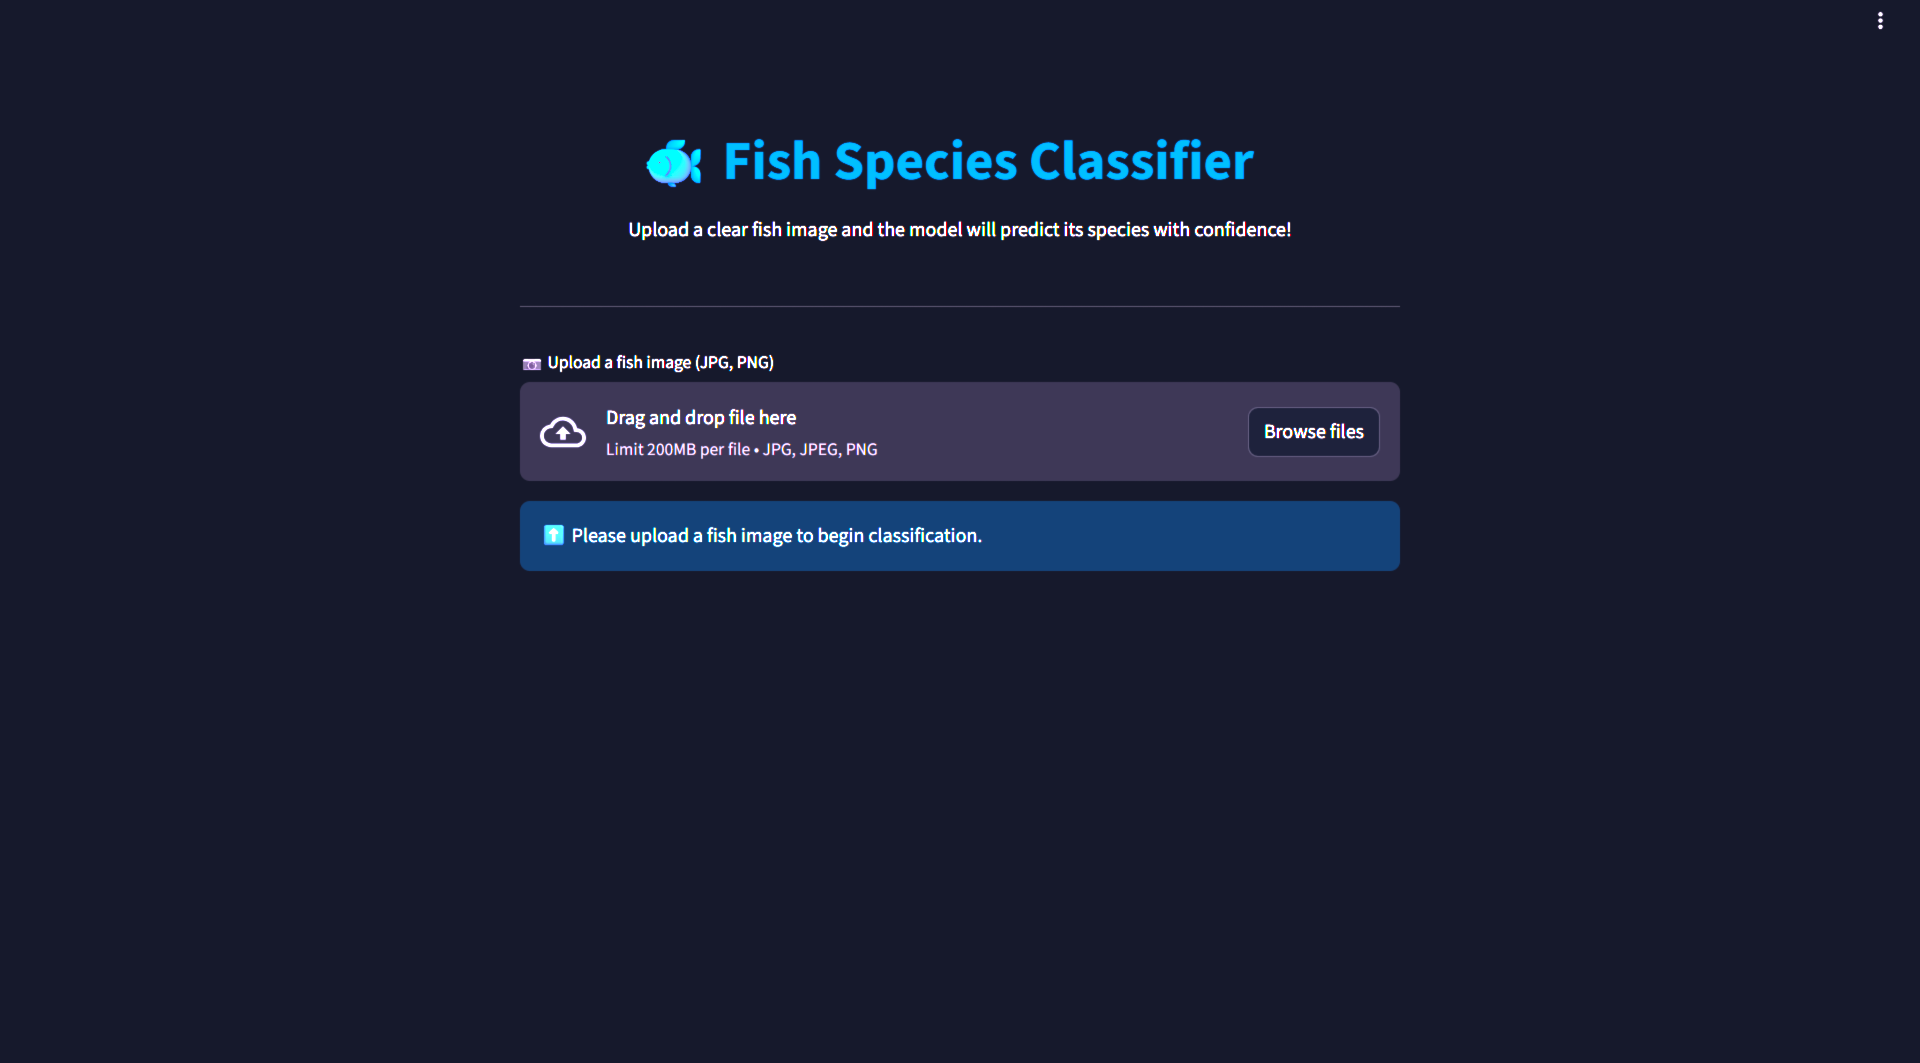 Fish Species Classifier
Upload a clear fish image and the model will predict its species with confidence!
Upload a fish image (JPG, PNG)
Drag and drop file here
Limit 200MB per file • JPG, JPEG, PNG
Browse files
Please upload a fish image to begin classification.